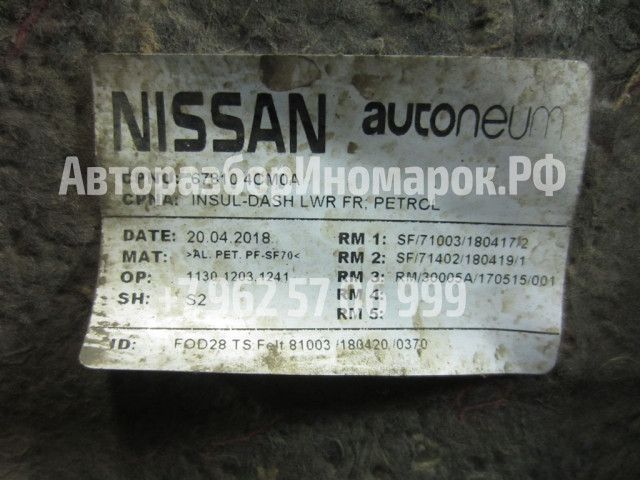 NISSAN autoneum
CPNO: 67810 4CM0A
АвторазборИномарок.РФ
CPNA: INSUL-DASH LWR FR; PETROL
DATE: 20.04.2018 RM 1: SF/71003/180417/2
MAT: >AL. PET. PF-SF70< RM 2: SF/71402/180419/1
OP: 1130,1203,1241 RM 3: RM/30005A/170515/001
SH: S2 RM 4:
RM 5:
ID: FOD28 TS Felt 81003 /180420 /0370